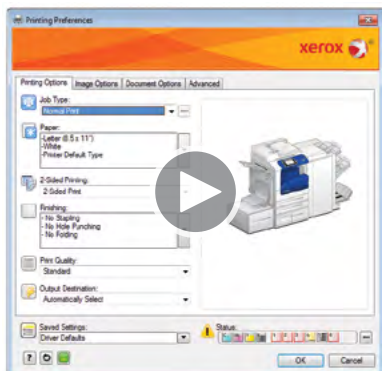 Printing Preferences
xerox
Printing Options Image Options Document Options Advanced
Job Type:
Normal Print
Paper:
-Letter (8.5 x 11")
-White
-Printer Default Type
2-Sided Printing:
2-Sided Print
Finishing:
- No Stapling
- No Hole Punching
- No Folding
Print Quality:
Standard
Output Destination:
Automatically Select
Saved Settings:
Driver Defaults
Status:
?
OK Cancel